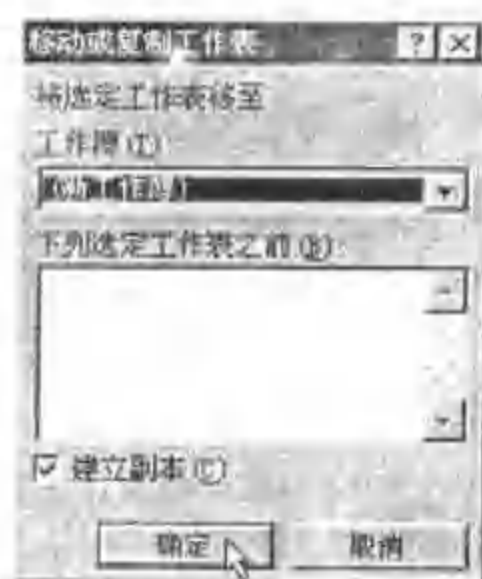 移动或复制工作表 ? ×
将选定工作表移至
工作簿(T):
下列选定工作表之前(B):
建立副本(C)
确定 取消